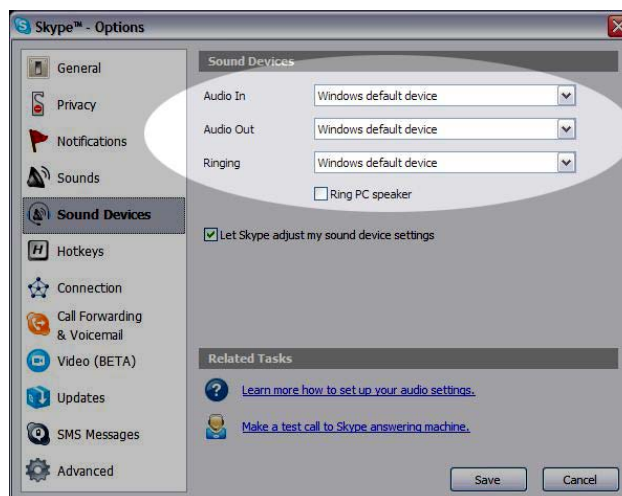 Skype™ - Options
General
Privacy
Notifications
Sounds
Sound Devices
Hotkeys
Connection
Call Forwarding
& Voicemail
Video (BETA)
Updates
SMS Messages
Advanced
Sound Devices
Audio In Windows default device
Audio Out Windows default device
Ringing Windows default device
Ring PC speaker
Let Skype adjust my sound device settings
Related Tasks
Learn more how to set up your audio settings.
Make a test call to Skype answering machine.
Save Cancel